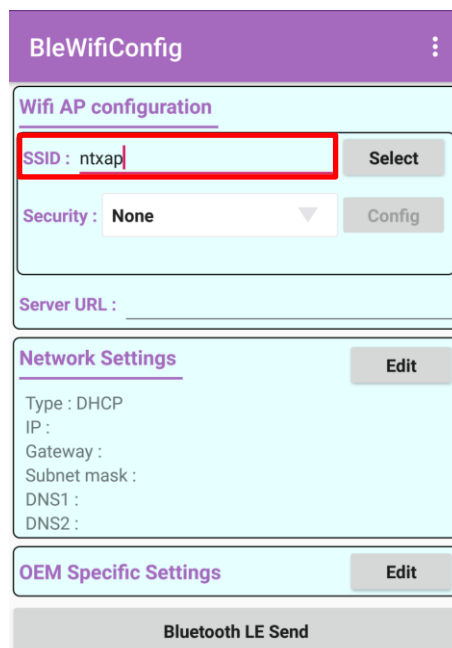 BleWifiConfig
Wifi AP configuration
SSID : ntxap Select
Security : None Config
Server URL :
Network Settings Edit
Type : DHCP
IP :
Gateway :
Subnet mask :
DNS1 :
DNS2 :
OEM Specific Settings Edit
Bluetooth LE Send